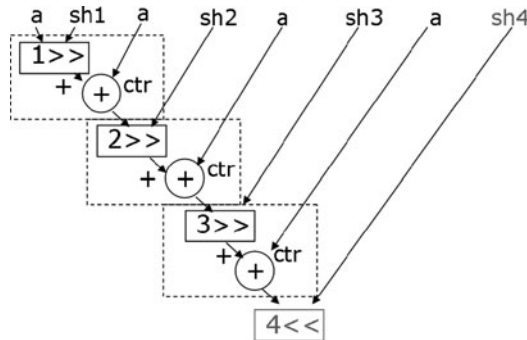 a sh1 a sh2 a sh3 a sh4
1>>
+ + ctr
2>>
+ + ctr
3>>
+ + ctr
4<<